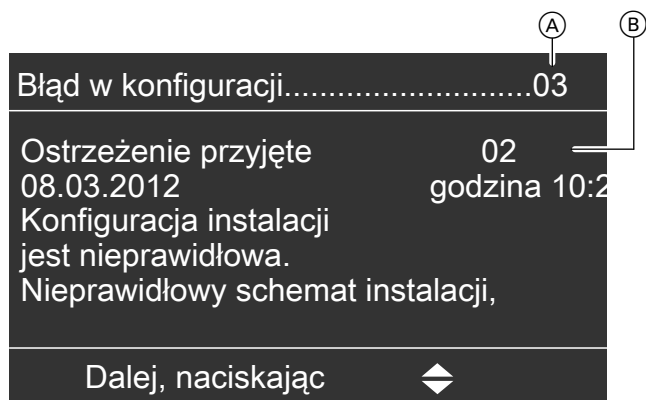 A B
Błąd w konfiguracji............................03
Ostrzeżenie przyjęte 02
08.03.2012 godzina 10:2
Konfiguracja instalacji
jest nieprawidłowa.
Nieprawidłowy schemat instalacji,
Dalej, naciskając